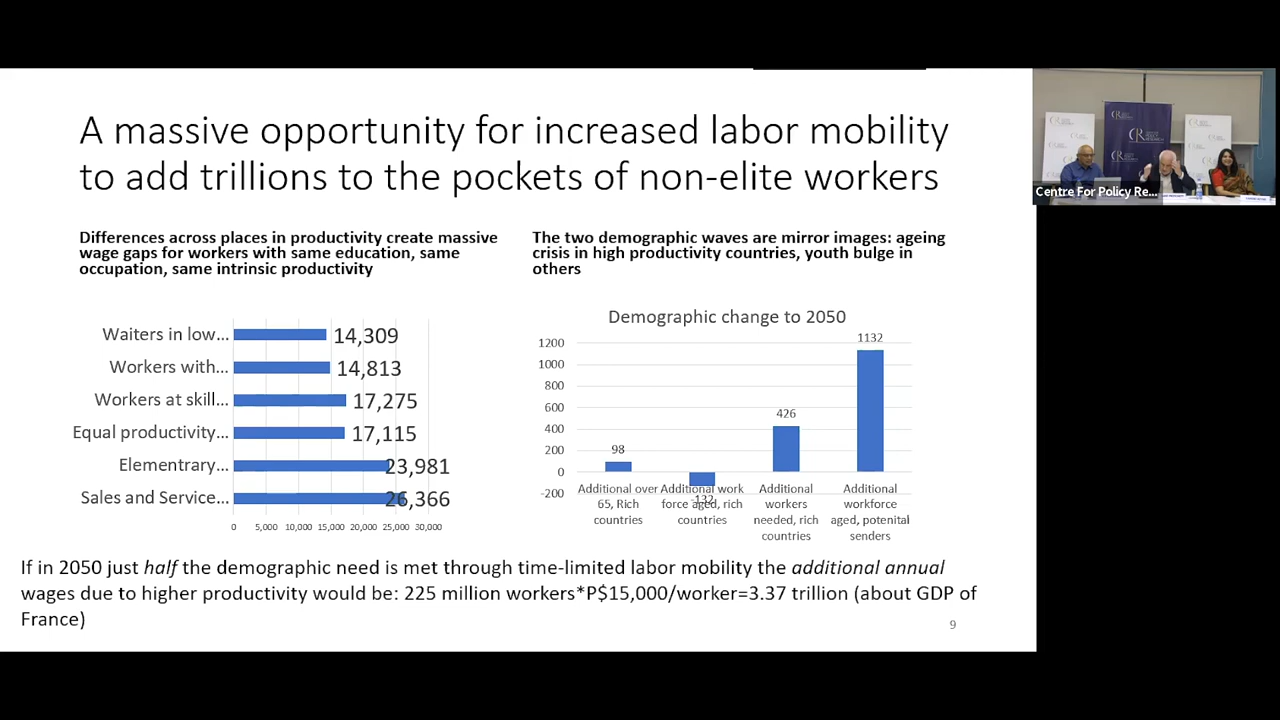 A massive opportunity for increased labor mobility
to add trillions to the pockets of non-elite workers
Differences across places in productivity create massive
wage gaps for workers with same education, same
occupation, same intrinsic productivity
Waiters in low...
14,309
Workers with...
14,813
Workers at skill...
17,275
Equal productivity...
17,115
Elementrary...
23,981
Sales and Service...
26,366
0 5,000 10,000 15,000 20,000 25,000 30,000
The two demographic waves are mirror images: ageing
crisis in high productivity countries, youth bulge in
others
Demographic change to 2050
1200
1000
800
600
400
200
0
-200
98
-132
426
1132
Additional over
65, Rich
countries
Additional work
force aged, rich
countries
Additional
workers
needed, rich
countries
Additional
workforce
aged, potenital
senders
If in 2050 just half the demographic need is met through time-limited labor mobility the additional annual
wages due to higher productivity would be: 225 million workers*P$15,000/worker=3.37 trillion (about GDP of
France)
9
Centre For Policy Re...